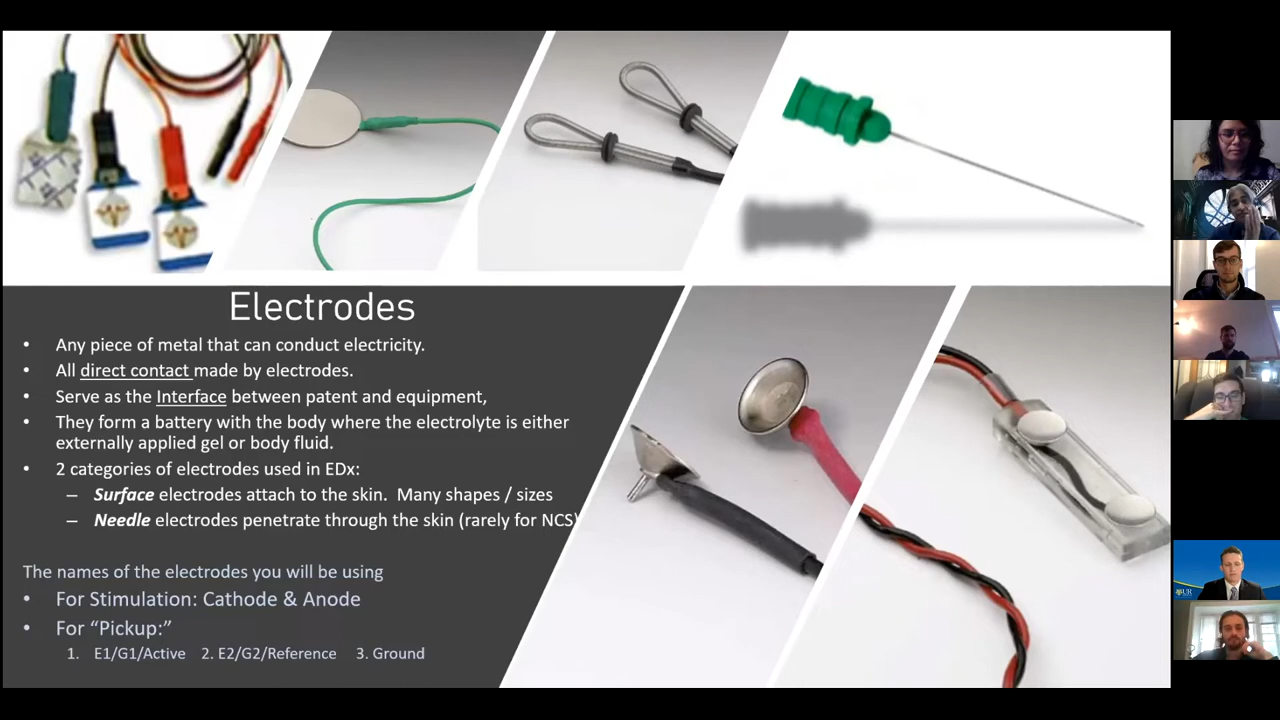 Electrodes
• Any piece of metal that can conduct electricity.
• All direct contact made by electrodes.
• Serve as the Interface between patent and equipment,
• They form a battery with the body where the electrolyte is either
externally applied gel or body fluid.
• 2 categories of electrodes used in EDx:
– Surface electrodes attach to the skin. Many shapes / sizes
– Needle electrodes penetrate through the skin (rarely for NCS)
The names of the electrodes you will be using
• For Stimulation: Cathode & Anode
• For “Pickup:”
1. E1/G1/Active 2. E2/G2/Reference 3. Ground
UR